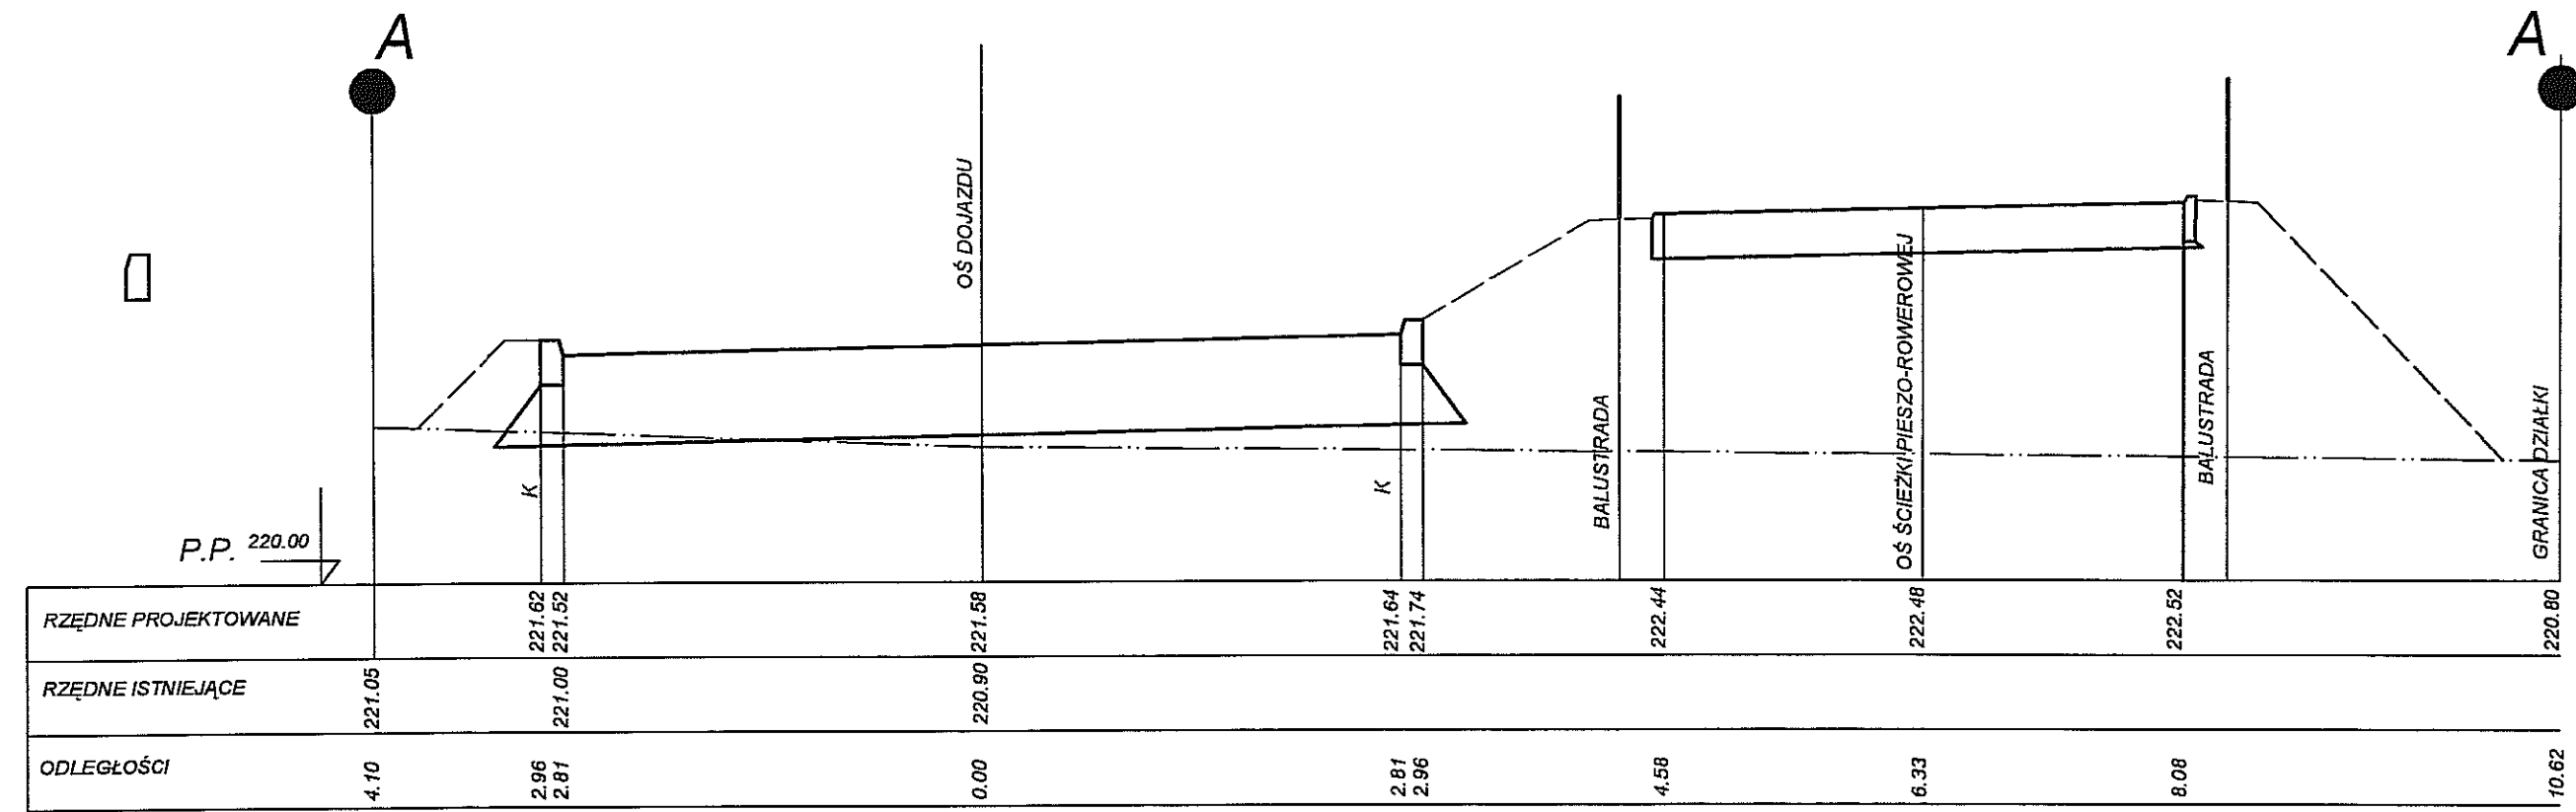 A
A
OŚ DOJAZDU
K
K
BALUSTRADA
OŚ ŚCIEŻKI PIESZO-ROWEROWEJ
BALUSTRADA
GRANICA DZIAŁKI
P.P. 220.00
RZĘDNE PROJEKTOWANE 221.62 221.52 221.58 221.64 221.74 222.44 222.48 222.52 220.80
RZĘDNE ISTNIEJĄCE 221.05 221.00 220.90
ODLEGŁOŚCI 4.10 2.96 2.81 0.00 2.81 2.96 4.58 6.33 8.08 10.62